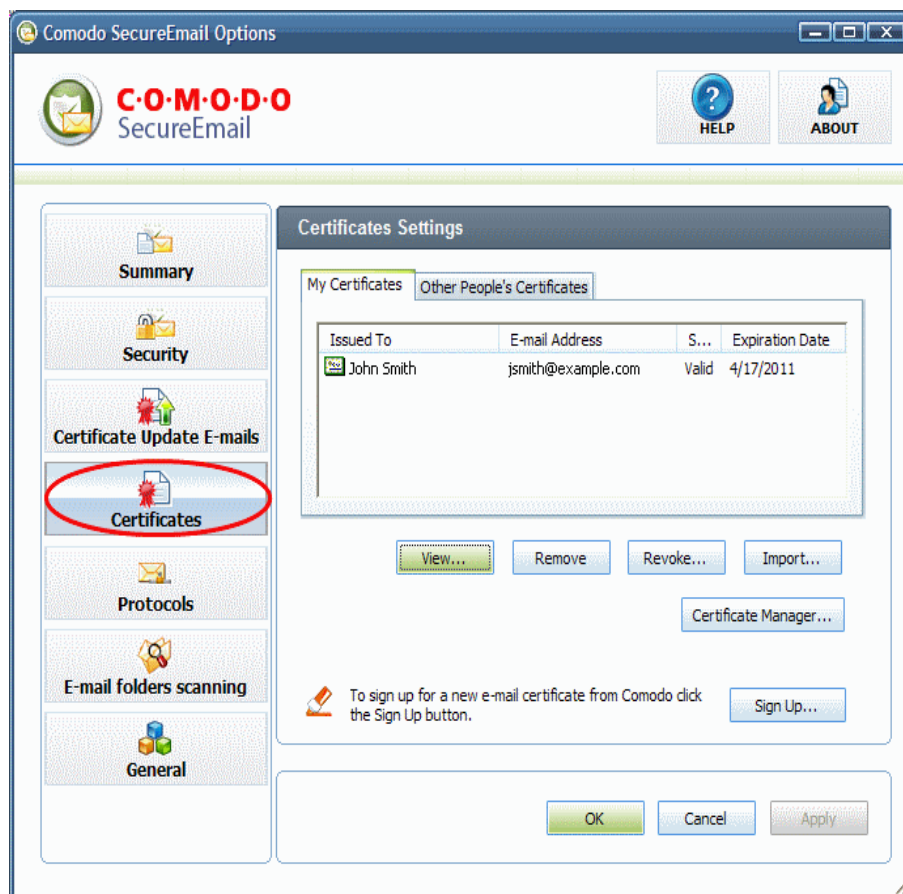 Comodo SecureEmail Options
C·O·M·O·D·O
SecureEmail
HELP
ABOUT
Summary
Security
Certificate Update E-mails
Certificates
Protocols
E-mail folders scanning
General
Certificates Settings
My Certificates
Other People's Certificates
Issued To E-mail Address S... Expiration Date
John Smith jsmith@example.com Valid 4/17/2011
View... Remove Revoke... Import...
Certificate Manager...
To sign up for a new e-mail certificate from Comodo click
the Sign Up button.
Sign Up...
OK Cancel Apply